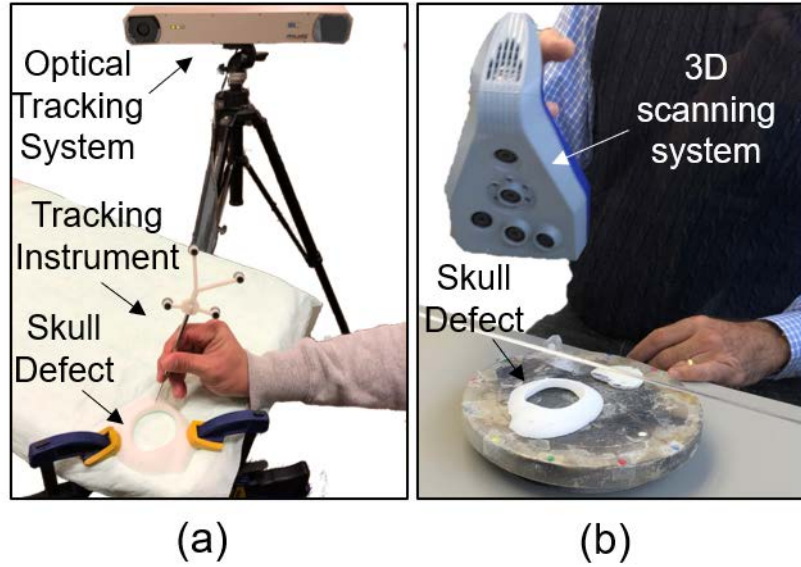 Optical
Tracking
System
Tracking
Instrument
Skull
Defect
3D
scanning
system
Skull
Defect
(a)
(b)